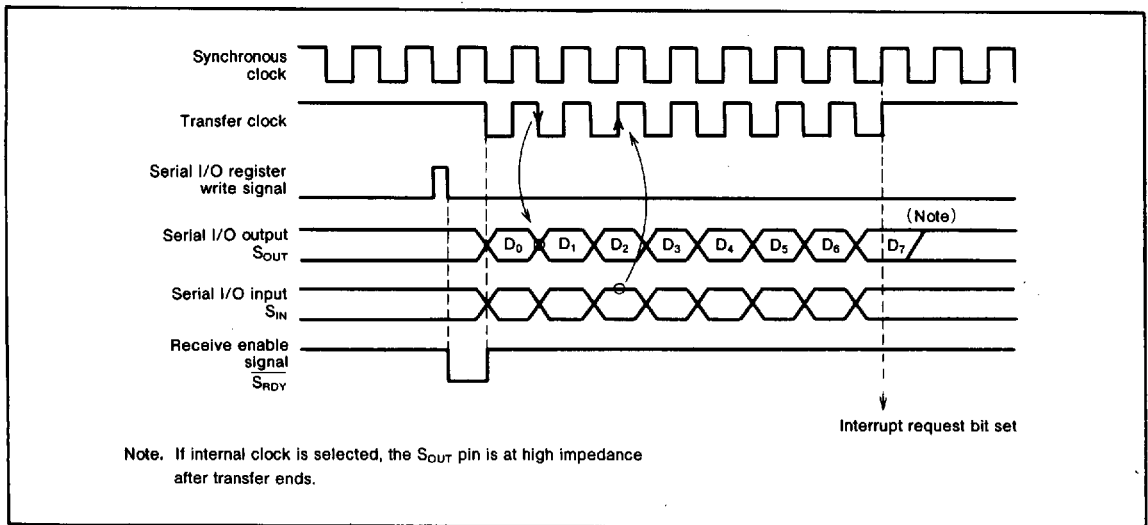 Synchronous
clock
Transfer clock
Serial I/O register
write signal
(Note)
Serial I/O output
SOUT
D0 D1 D2 D3 D4 D5 D6 D7
Serial I/O input
SIN
Receive enable
signal
SRDY
Interrupt request bit set
Note. If internal clock is selected, the SOUT pin is at high impedance
after transfer ends.